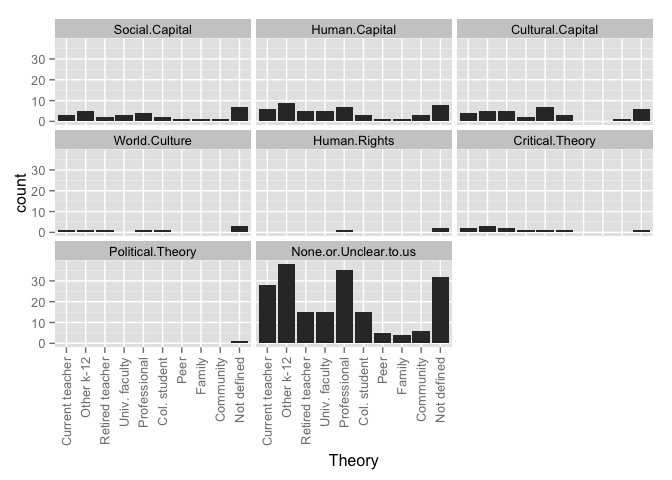 Social.Capital
Human.Capital
Cultural.Capital
30
20
10
0
World.Culture
Human.Rights
Critical.Theory
30
20
10
0
Political.Theory
None.or.Unclear.to.us
30
20
10
0
count
Current teacher
Other k-12
Retired teacher
Univ. faculty
Professional
Col. student
Peer
Family
Community
Not defined
Current teacher
Other k-12
Retired teacher
Univ. faculty
Professional
Col. student
Peer
Family
Community
Not defined
Theory